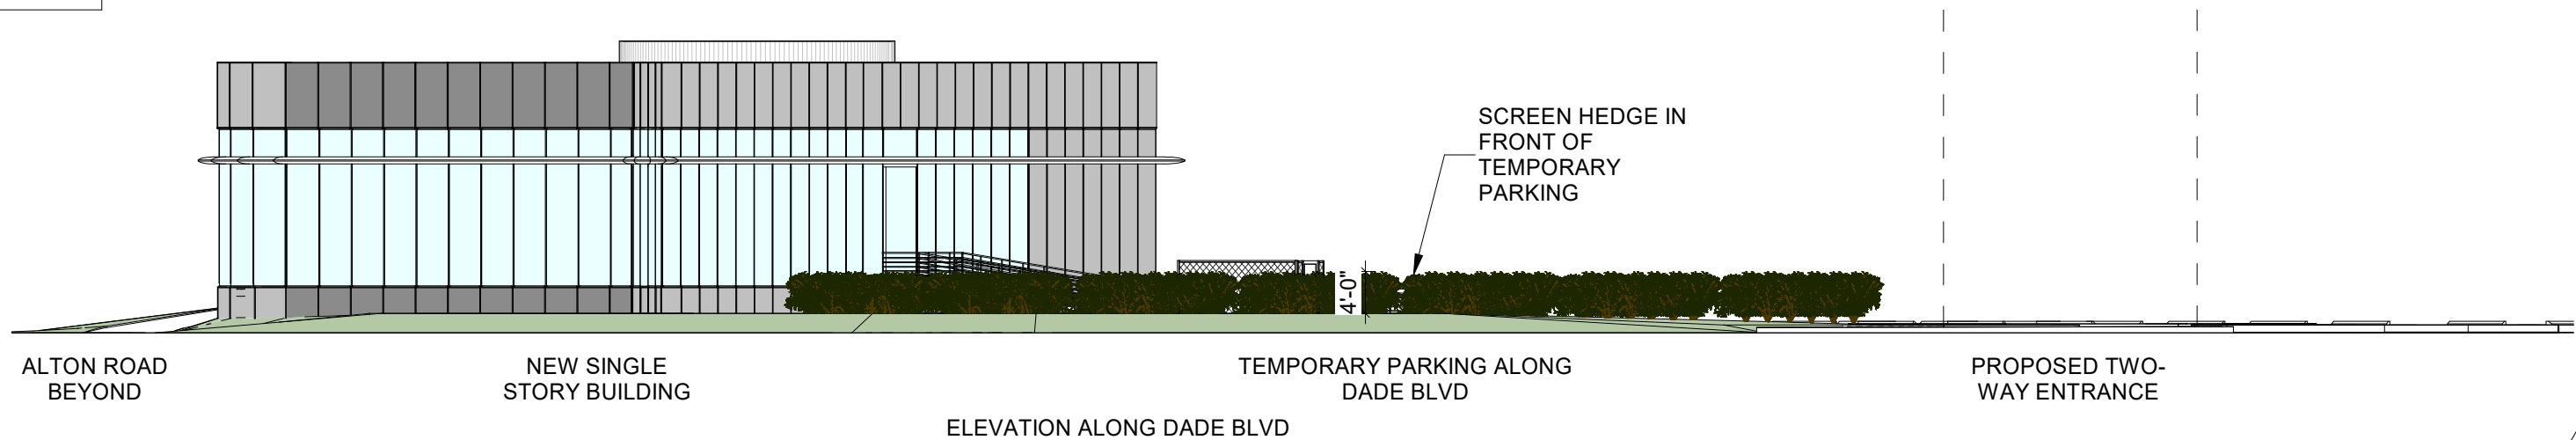 SCREEN HEDGE IN
FRONT OF
TEMPORARY
PARKING
4'-0"
ALTON ROAD
BEYOND
NEW SINGLE
STORY BUILDING
TEMPORARY PARKING ALONG
DADE BLVD
PROPOSED TWO-
WAY ENTRANCE
ELEVATION ALONG DADE BLVD